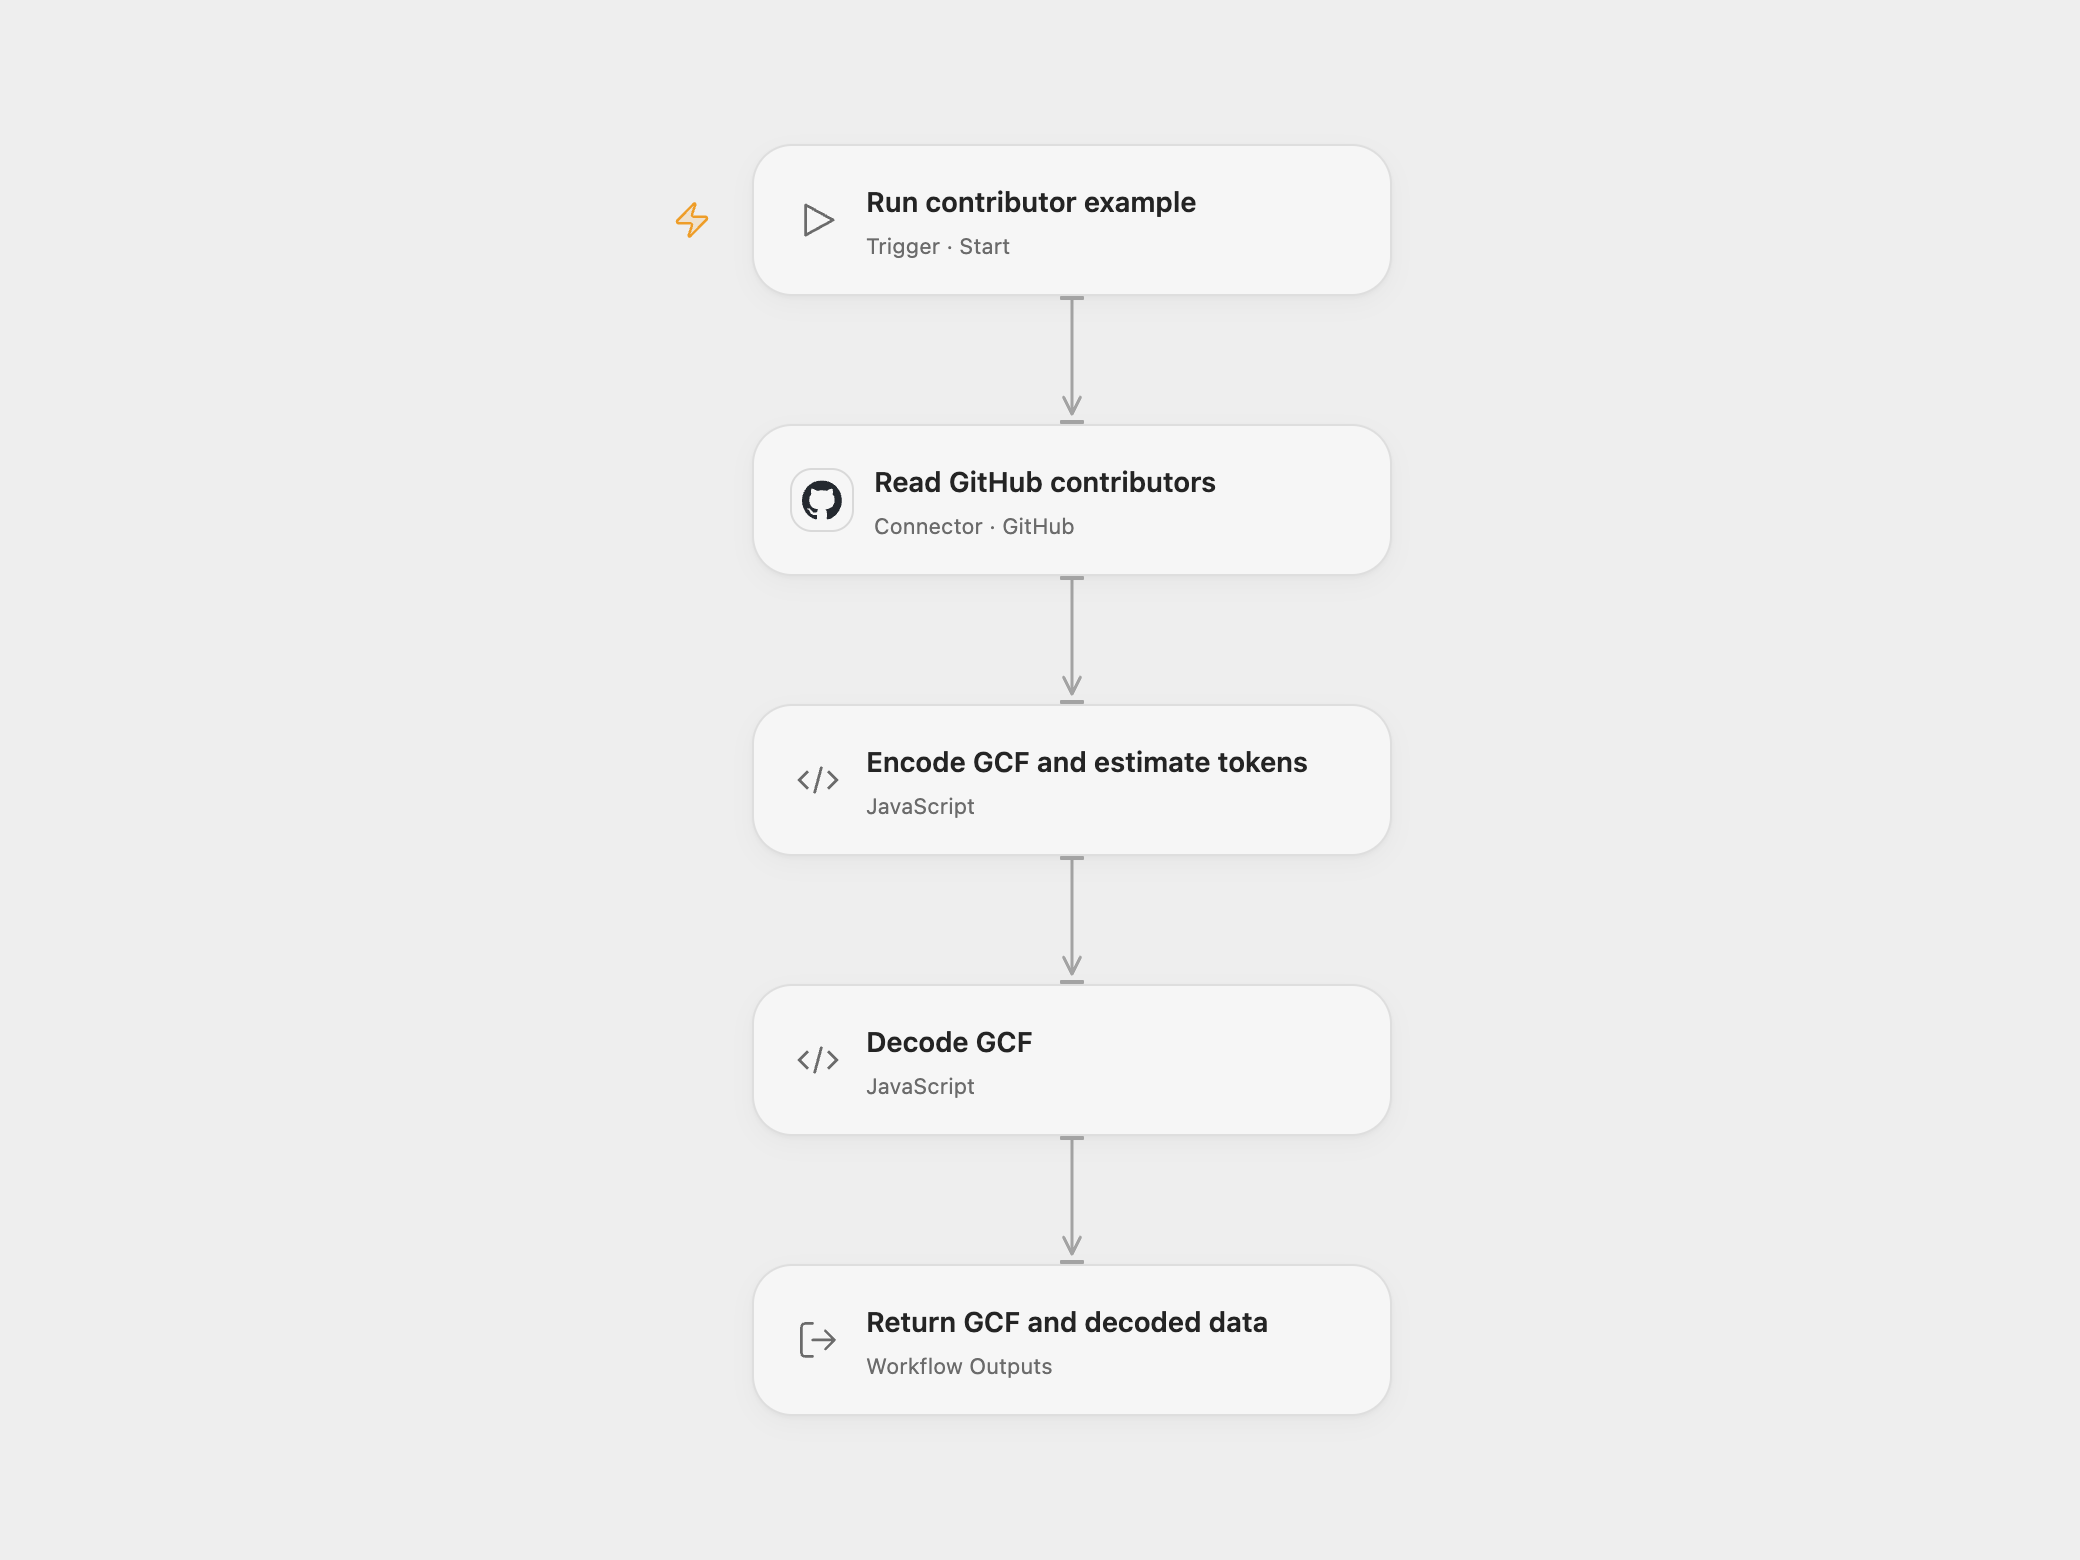 Run contributor example
Trigger · Start
Read GitHub contributors
Connector · GitHub
Encode GCF and estimate tokens
JavaScript
Decode GCF
JavaScript
Return GCF and decoded data
Workflow Outputs